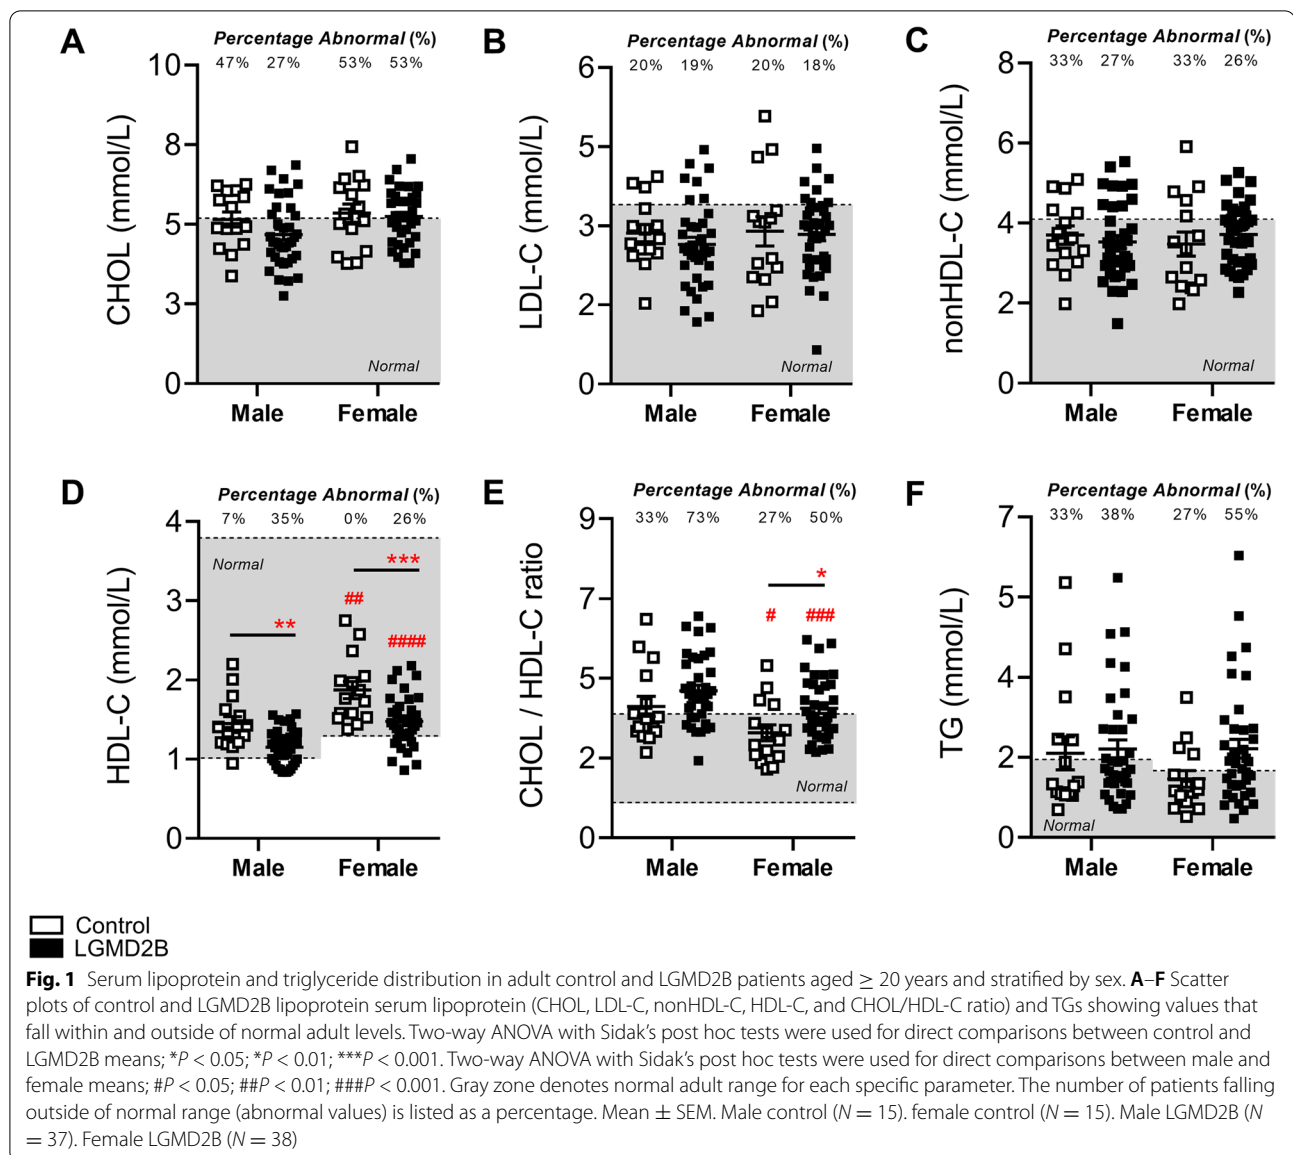 A
Percentage Abnormal (%)
47% 27% 53% 53%
CHOL (mmol/L)
10
8
5
3
0
Normal
Male Female
B
Percentage Abnormal (%)
20% 19% 20% 18%
LDL-C (mmol/L)
6
5
3
2
0
Normal
Male Female
C
Percentage Abnormal (%)
33% 27% 33% 26%
nonHDL-C (mmol/L)
8
6
4
2
0
Normal
Male Female
D
Percentage Abnormal (%)
7% 35% 0% 26%
HDL-C (mmol/L)
4
3
2
1
0
Normal
***
##
**
####
Male Female
E
Percentage Abnormal (%)
33% 73% 27% 50%
CHOL / HDL-C ratio
9
7
5
2
0
*
# ###
Normal
Male Female
F
Percentage Abnormal (%)
33% 38% 27% 55%
TG (mmol/L)
7
5
4
2
0
Normal
Male Female
Control
LGMD2B
Fig. 1 Serum lipoprotein and triglyceride distribution in adult control and LGMD2B patients aged ≥ 20 years and stratified by sex. A–F Scatter
plots of control and LGMD2B lipoprotein serum lipoprotein (CHOL, LDL-C, nonHDL-C, HDL-C, and CHOL/HDL-C ratio) and TGs showing values that
fall within and outside of normal adult levels. Two-way ANOVA with Sidak's post hoc tests were used for direct comparisons between control and
LGMD2B means; *P < 0.05; *P < 0.01; ***P < 0.001. Two-way ANOVA with Sidak's post hoc tests were used for direct comparisons between male and
female means; #P < 0.05; ##P < 0.01; ###P < 0.001. Gray zone denotes normal adult range for each specific parameter. The number of patients falling
outside of normal range (abnormal values) is listed as a percentage. Mean ± SEM. Male control (N = 15). female control (N = 15). Male LGMD2B (N
= 37). Female LGMD2B (N = 38)